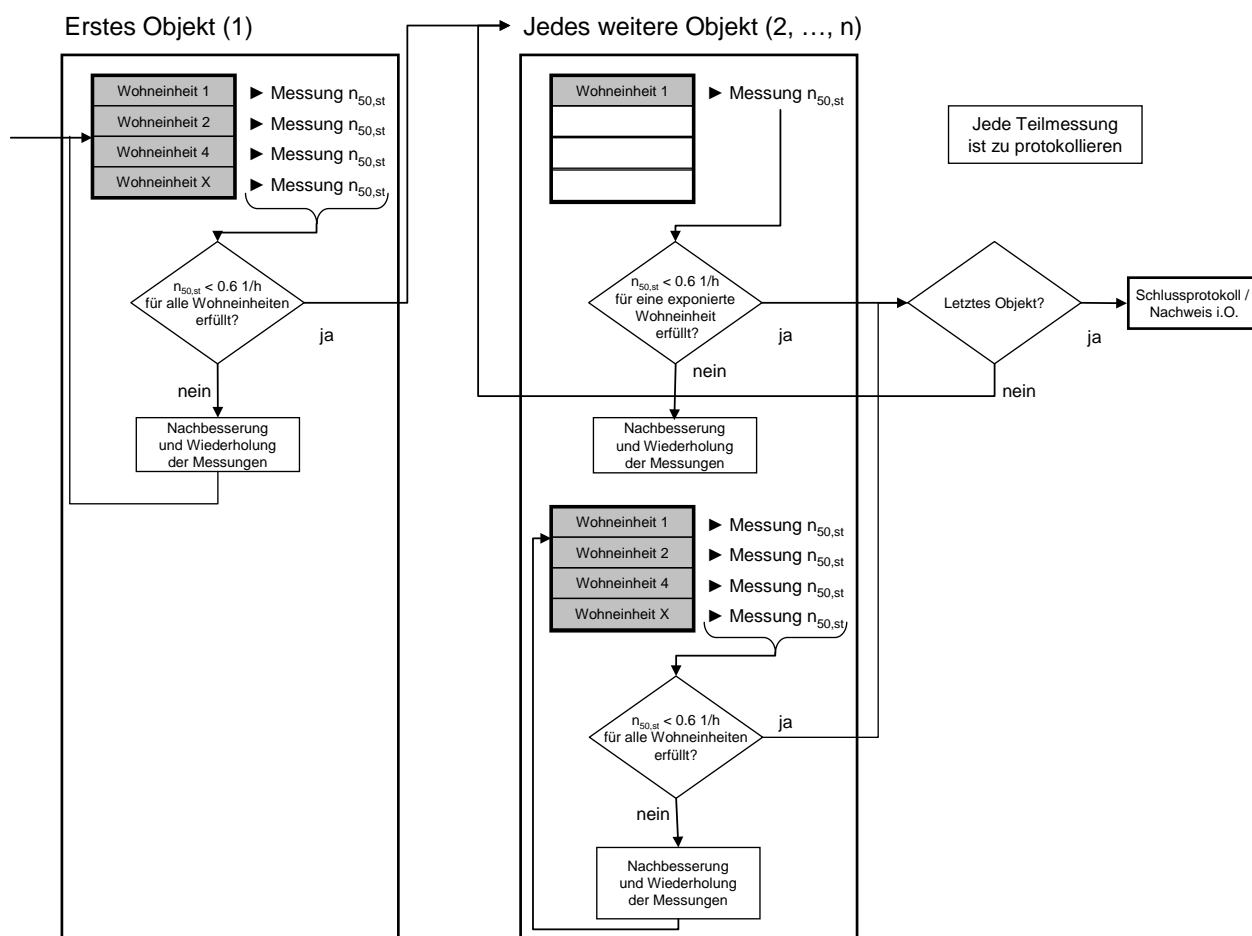 Erstes Objekt (1)
Wohneinheit 1
► Messung n50,st
Wohneinheit 2
► Messung n50,st
Wohneinheit 4
► Messung n50,st
Wohneinheit X
► Messung n50,st
n50,st < 0.6 1/h
für alle Wohneinheiten
erfüllt?
ja
nein
Nachbesserung
und Wiederholung
der Messungen
Jedes weitere Objekt (2, …, n)
Wohneinheit 1
► Messung n50,st
n50,st < 0.6 1/h
für eine exponierte
Wohneinheit
erfüllt?
ja
nein
Nachbesserung
und Wiederholung
der Messungen
Wohneinheit 1
► Messung n50,st
Wohneinheit 2
► Messung n50,st
Wohneinheit 4
► Messung n50,st
Wohneinheit X
► Messung n50,st
n50,st < 0.6 1/h
für alle Wohneinheiten
erfüllt?
ja
nein
Nachbesserung
und Wiederholung
der Messungen
Jede Teilmessung
ist zu protokollieren
Letztes Objekt?
ja
nein
Schlussprotokoll /
Nachweis i.O.